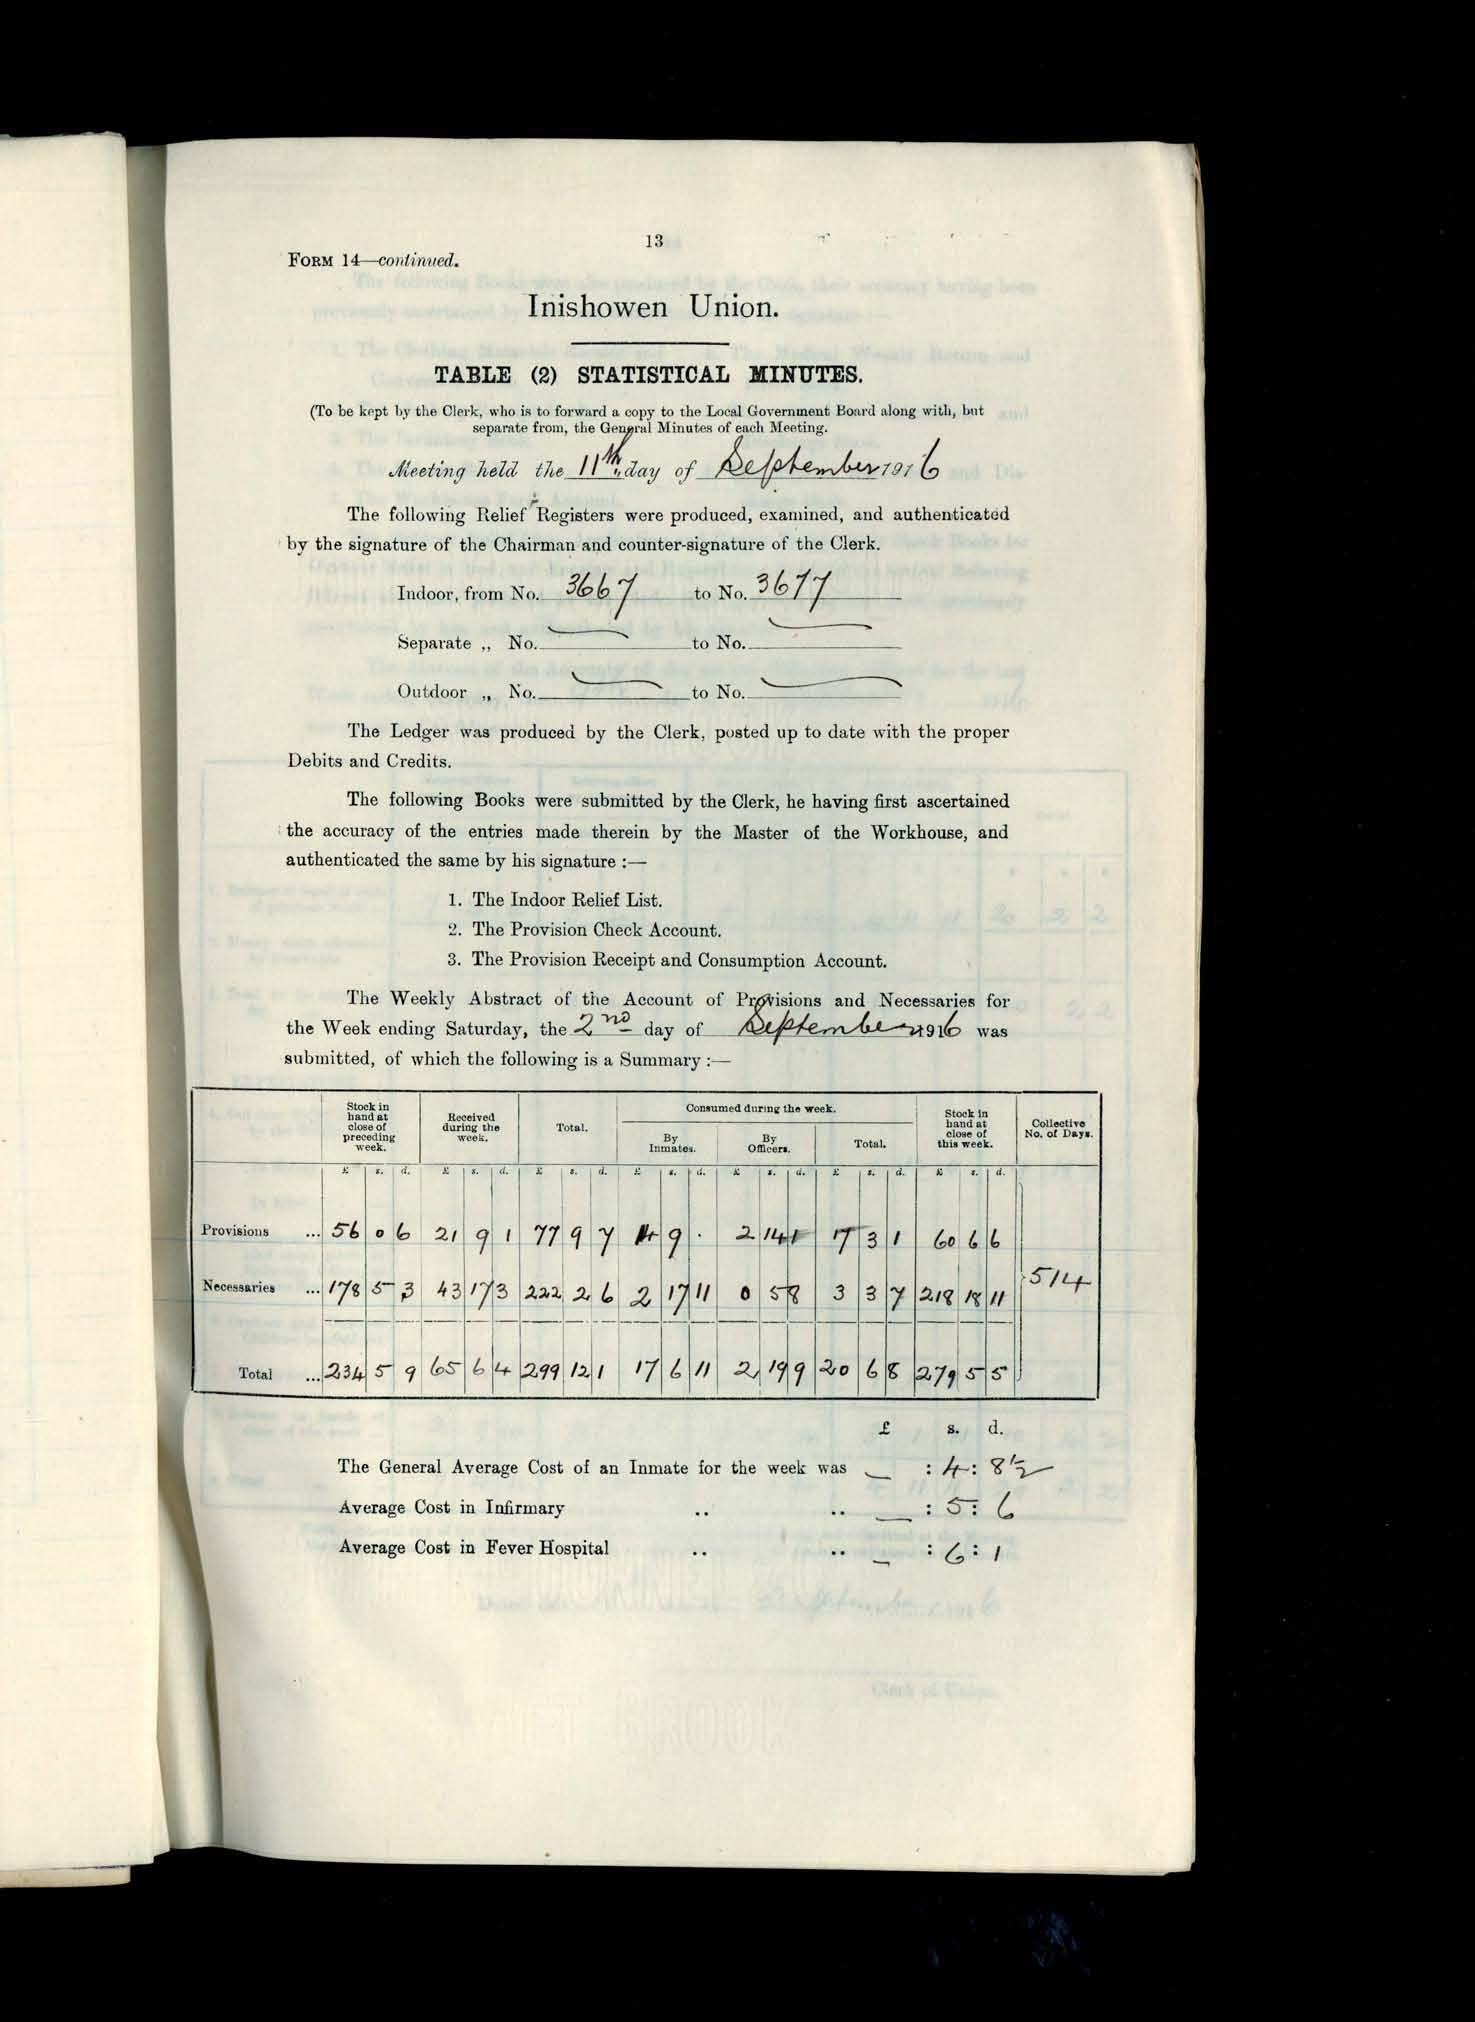 13
FORM 14—continued.
Inishowen Union.
TABLE (2) STATISTICAL MINUTES.
(To be kept by the Clerk, who is to forward a copy to the Local Government Board along with, but
separate from, the General Minutes of each Meeting.
Meeting held the 11th day of September 1916
The following Relief Registers were produced, examined, and authenticated
by the signature of the Chairman and counter-signature of the Clerk.
Indoor, from No. 3667 to No. 3677
Separate „ No. — to No. —
Outdoor „ No. — to No. —
The Ledger was produced by the Clerk, posted up to date with the proper
Debits and Credits.
The following Books were submitted by the Clerk, he having first ascertained
the accuracy of the entries made therein by the Master of the Workhouse, and
authenticated the same by his signature :—
1. The Indoor Relief List.
2. The Provision Check Account.
3. The Provision Receipt and Consumption Account.
The Weekly Abstract of the Account of Provisions and Necessaries for
the Week ending Saturday, the 2nd day of September 1916 was
submitted, of which the following is a Summary :—
Stock in hand at close of preceding week. Received during the week. Total. Consumed during the week. By Inmates. By Officers. Total. Stock in hand at close of this week. Collective No. of Days.
£ s. d. £ s. d. £ s. d. £ s. d. £ s. d. £ s. d. £ s. d.
Provisions ... 56 0 6 21 9 1 77 9 7 14 9 . 2 14 1 17 3 1 60 6 6
Necessaries ... 178 5 3 43 17 3 222 2 6 2 17 11 0 5 8 3 3 7 218 18 11 514
Total ... 234 5 9 65 6 4 299 12 1 17 6 11 2 19 9 20 6 8 279 5 5
£ s. d.
The General Average Cost of an Inmate for the week was — : 4 : 8½
Average Cost in Infirmary .. .. — : 5 : 6
Average Cost in Fever Hospital .. .. — : 6 : 1